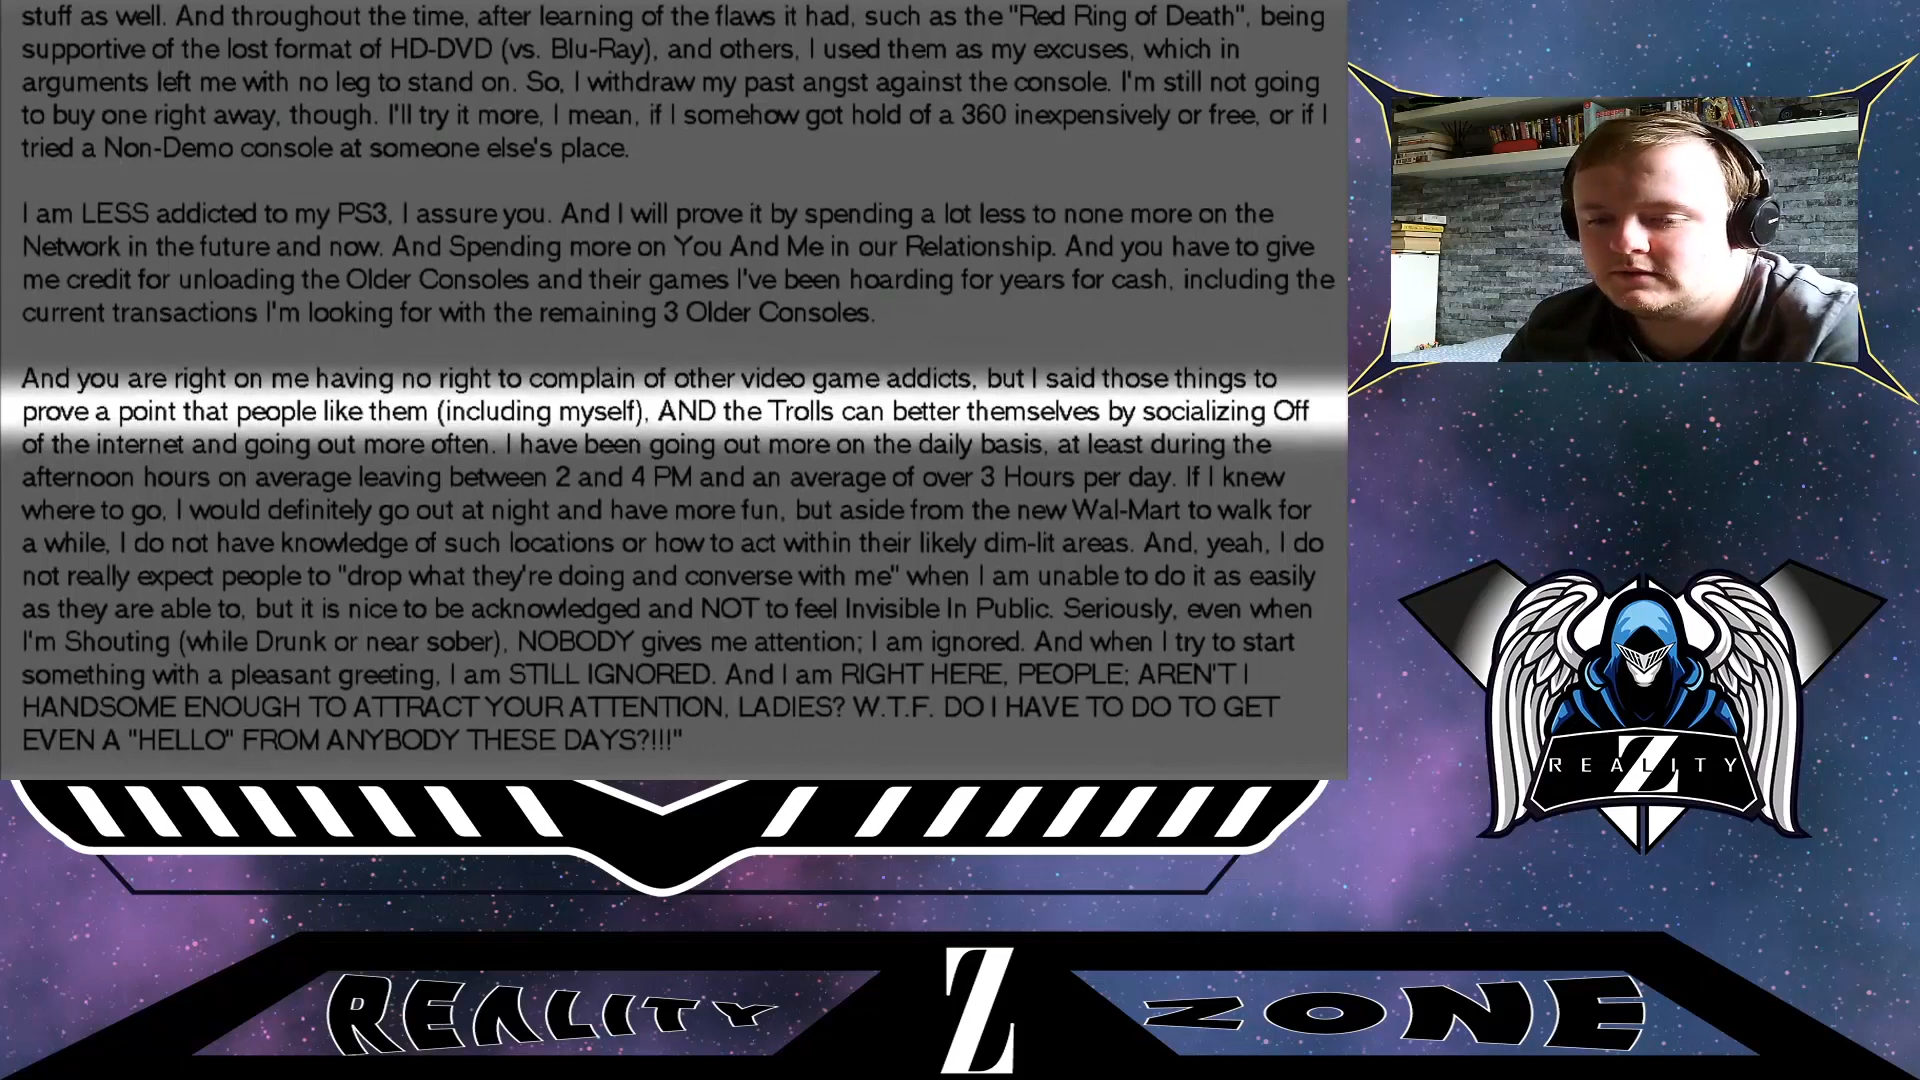 stuff as well. And throughout the time, after learning of the flaws it had, such as the "Red Ring of Death", being
supportive of the lost format of HD-DVD (vs. Blu-Ray), and others, I used them as my excuses, which in
arguments left me with no leg to stand on. So, I withdraw my past angst against the console. I'm still not going
to buy one right away, though. I'll try it more, I mean, if I somehow got hold of a 360 inexpensively or free, or if I
tried a Non-Demo console at someone else's place.
I am LESS addicted to my PS3, I assure you. And I will prove it by spending a lot less to none more on the
Network in the future and now. And Spending more on You And Me in our Relationship. And you have to give
me credit for unloading the Older Consoles and their games I've been hoarding for years for cash, including the
current transactions I'm looking for with the remaining 3 Older Consoles.
And you are right on me having no right to complain of other video game addicts, but I said those things to
prove a point that people like them (including myself), AND the Trolls can better themselves by socializing Off
of the internet and going out more often. I have been going out more on the daily basis, at least during the
afternoon hours on average leaving between 2 and 4 PM and an average of over 3 Hours per day. If I knew
where to go, I would definitely go out at night and have more fun, but aside from the new Wal-Mart to walk for
a while, I do not have knowledge of such locations or how to act within their likely dim-lit areas. And, yeah, I do
not really expect people to "drop what they're doing and converse with me" when I am unable to do it as easily
as they are able to, but it is nice to be acknowledged and NOT to feel Invisible In Public. Seriously, even when
I'm Shouting (while Drunk or near sober), NOBODY gives me attention; I am ignored. And when I try to start
something with a pleasant greeting, I am STILL IGNORED. And I am RIGHT HERE, PEOPLE; AREN'T I
HANDSOME ENOUGH TO ATTRACT YOUR ATTENTION, LADIES? W.T.F. DO I HAVE TO DO TO GET
EVEN A "HELLO" FROM ANYBODY THESE DAYS?!!!"
REALITY
Z
REALITY Z ZONE